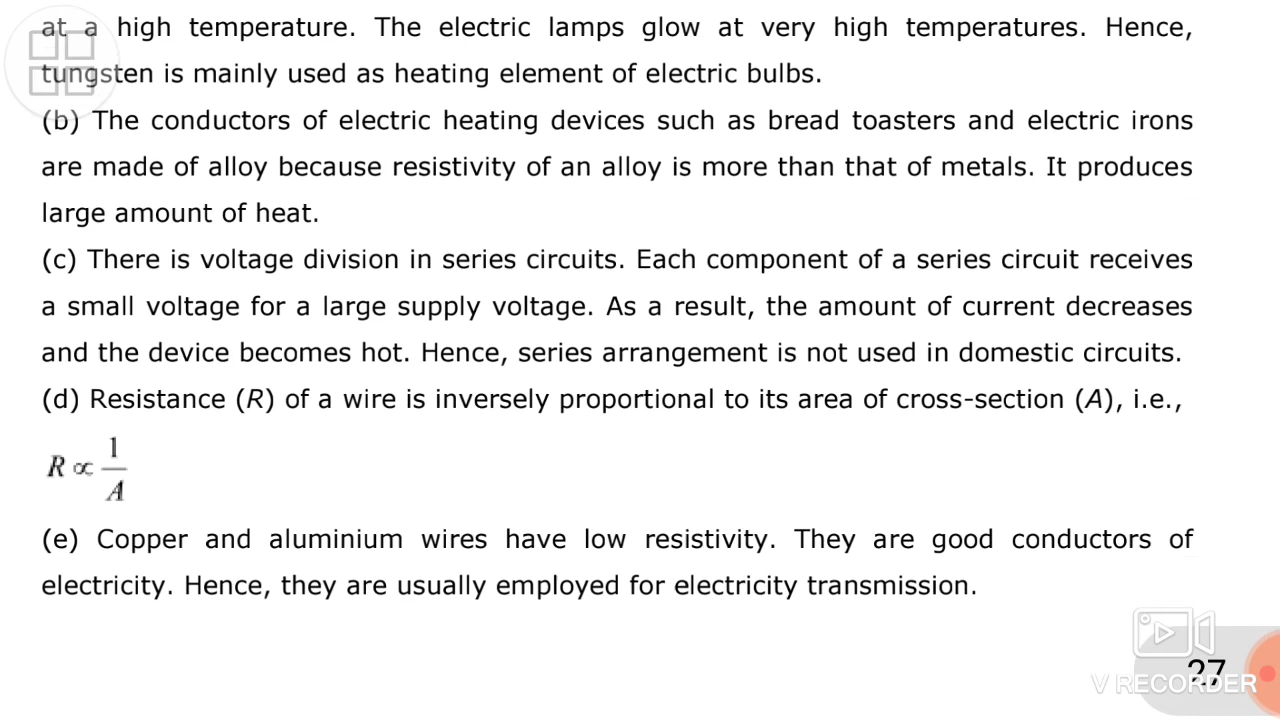 at a high temperature. The electric lamps glow at very high temperatures. Hence,
tungsten is mainly used as heating element of electric bulbs.
(b) The conductors of electric heating devices such as bread toasters and electric irons
are made of alloy because resistivity of an alloy is more than that of metals. It produces
large amount of heat.
(c) There is voltage division in series circuits. Each component of a series circuit receives
a small voltage for a large supply voltage. As a result, the amount of current decreases
and the device becomes hot. Hence, series arrangement is not used in domestic circuits.
(d) Resistance (R) of a wire is inversely proportional to its area of cross-section (A), i.e.,
R ∝ 1/A
(e) Copper and aluminium wires have low resistivity. They are good conductors of
electricity. Hence, they are usually employed for electricity transmission.
27
V RECORDER